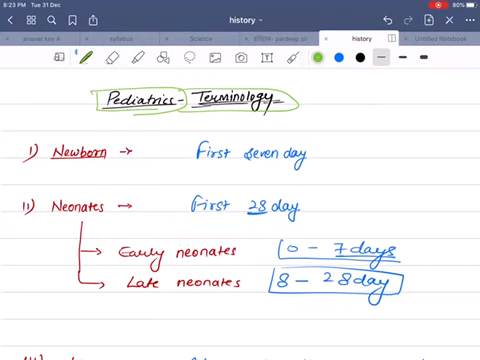 8:23 PM Tue 31 Dec
80%
history
answer key A
syllabus
Science
history
Untitled Notebook
Pediatrics - Terminology
i) Newborn → First seven day
ii) Neonates → First 28 day
→ Early neonates 0 - 7 days
→ Late neonates 8 - 28 day